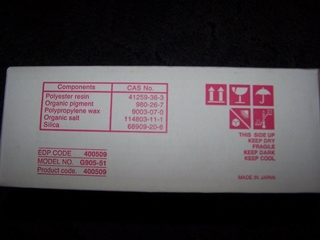 Components CAS No.
Polyester resin 41259-36-3
Organic pigment 980-26-7
Polypropylene wax 9003-07-0
Organic salt 114803-11-1
Silica 68909-20-6
EDP CODE 400509
MODEL NO. G905-51
Product code. 400509
THIS SIDE UP
KEEP DRY
FRAGILE
KEEP DARK
KEEP COOL
MADE IN JAPAN